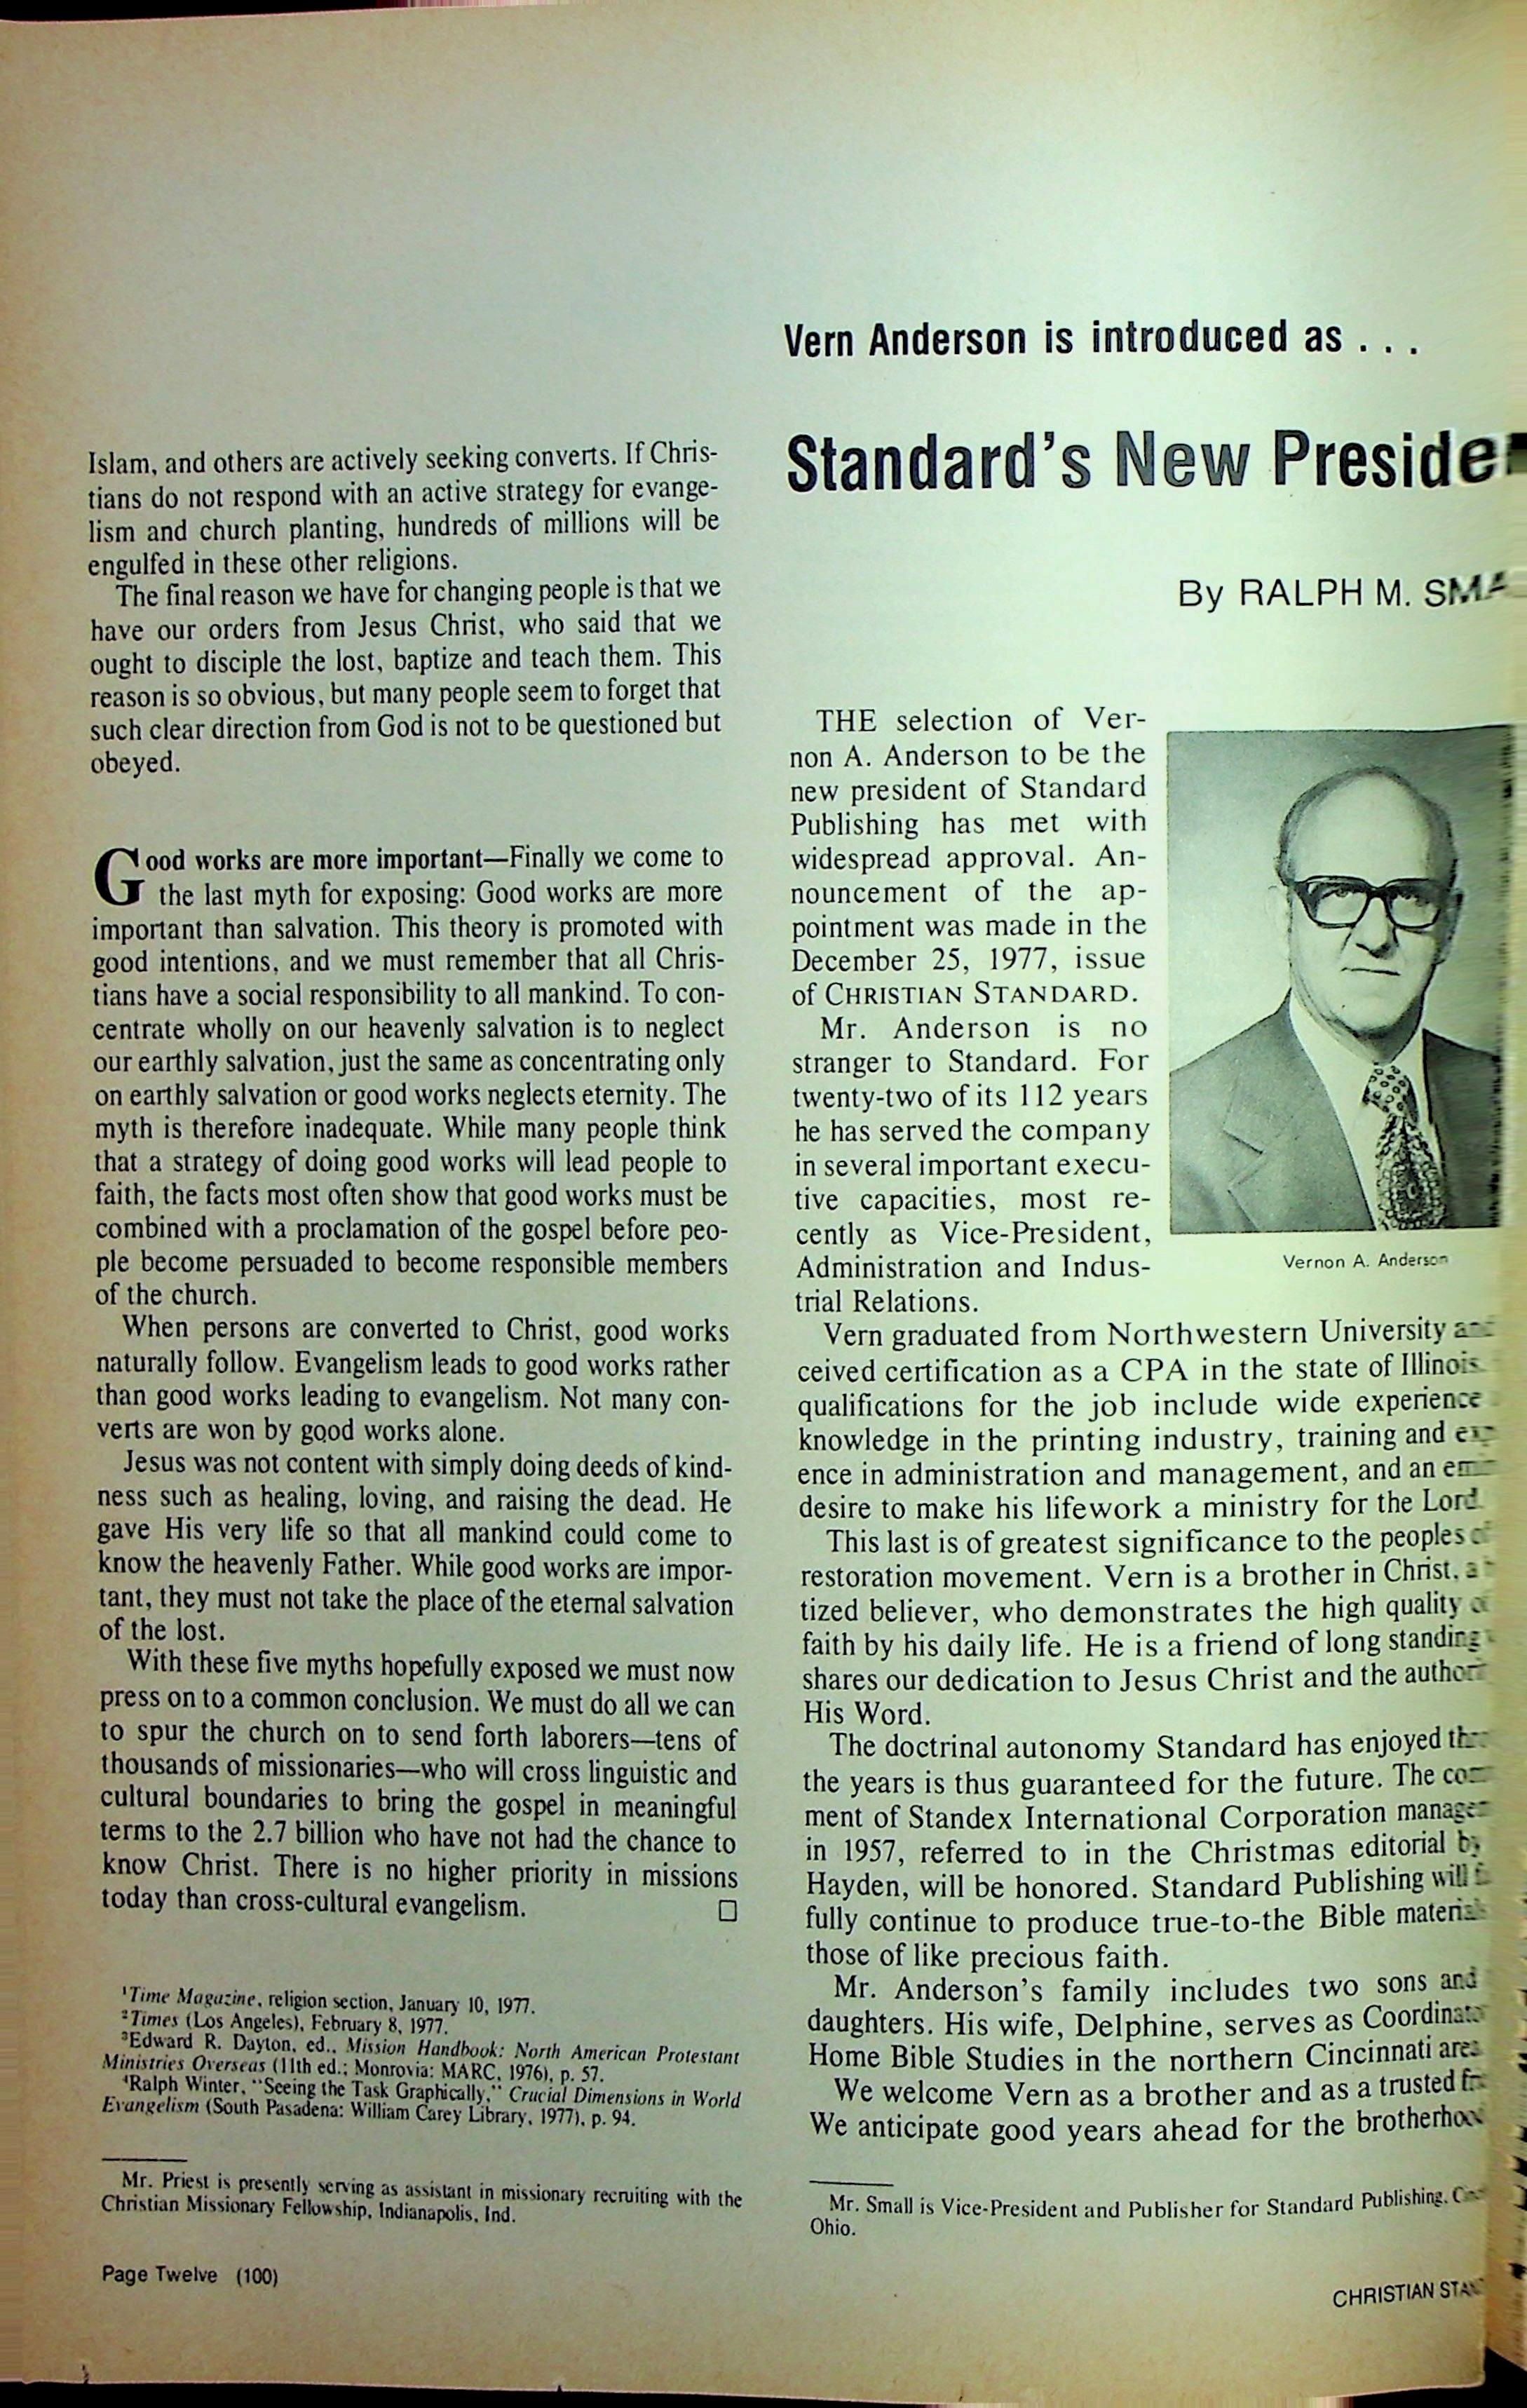 Islam, and others are actively seeking converts. If Chris-
tians do not respond with an active strategy for evange-
lism and church planting, hundreds of millions will be
engulfed in these other religions.
The final reason we have for changing people is that we
have our orders from Jesus Christ, who said that we
ought to disciple the lost, baptize and teach them. This
reason is so obvious, but many people seem to forget that
such clear direction from God is not to be questioned but
obeyed.
Good works are more important—Finally we come to
the last myth for exposing: Good works are more
important than salvation. This theory is promoted with
good intentions, and we must remember that all Chris-
tians have a social responsibility to all mankind. To con-
centrate wholly on our heavenly salvation is to neglect
our earthly salvation, just the same as concentrating only
on earthly salvation or good works neglects eternity. The
myth is therefore inadequate. While many people think
that a strategy of doing good works will lead people to
faith, the facts most often show that good works must be
combined with a proclamation of the gospel before peo-
ple become persuaded to become responsible members
of the church.
When persons are converted to Christ, good works
naturally follow. Evangelism leads to good works rather
than good works leading to evangelism. Not many con-
verts are won by good works alone.
Jesus was not content with simply doing deeds of kind-
ness such as healing, loving, and raising the dead. He
gave His very life so that all mankind could come to
know the heavenly Father. While good works are impor-
tant, they must not take the place of the eternal salvation
of the lost.
With these five myths hopefully exposed we must now
press on to a common conclusion. We must do all we can
to spur the church on to send forth laborers—tens of
thousands of missionaries—who will cross linguistic and
cultural boundaries to bring the gospel in meaningful
terms to the 2.7 billion who have not had the chance to
know Christ. There is no higher priority in missions
today than cross-cultural evangelism. □
¹Time Magazine, religion section, January 10, 1977.
²Times (Los Angeles), February 8, 1977.
³Edward R. Dayton, ed., Mission Handbook: North American Protestant
Ministries Overseas (11th ed.; Monrovia: MARC, 1976), p. 57.
⁴Ralph Winter, "Seeing the Task Graphically," Crucial Dimensions in World
Evangelism (South Pasadena: William Carey Library, 1977), p. 94.
Mr. Priest is presently serving as assistant in missionary recruiting with the
Christian Missionary Fellowship, Indianapolis, Ind.
Page Twelve (100)
Vern Anderson is introduced as . . .
Standard's New Preside
By RALPH M. SMA
THE selection of Ver-
non A. Anderson to be the
new president of Standard
Publishing has met with
widespread approval. An-
nouncement of the ap-
pointment was made in the
December 25, 1977, issue
of CHRISTIAN STANDARD.
Mr. Anderson is no
stranger to Standard. For
twenty-two of its 112 years
he has served the company
in several important execu-
tive capacities, most re-
cently as Vice-President,
Administration and Indus-
trial Relations.
Vernon A. Anderson
Vern graduated from Northwestern University
ceived certification as a CPA in the state of Illinois.
qualifications for the job include wide experience
knowledge in the printing industry, training and
ence in administration and management, and an
desire to make his lifework a ministry for the Lord.
This last is of greatest significance to the peoples of
restoration movement. Vern is a brother in Christ, a
tized believer, who demonstrates the high quality of
faith by his daily life. He is a friend of long standing
shares our dedication to Jesus Christ and the
His Word.
The doctrinal autonomy Standard has enjoyed
the years is thus guaranteed for the future. The
ment of Standex International Corporation
in 1957, referred to in the Christmas editorial by
Hayden, will be honored. Standard Publishing will
fully continue to produce true-to-the Bible
those of like precious faith.
Mr. Anderson's family includes two sons and
daughters. His wife, Delphine, serves as
Home Bible Studies in the northern Cincinnati
We welcome Vern as a brother and as a trusted
We anticipate good years ahead for the
Mr. Small is Vice-President and Publisher for Standard Publishing,
Ohio.
CHRISTIAN STAN